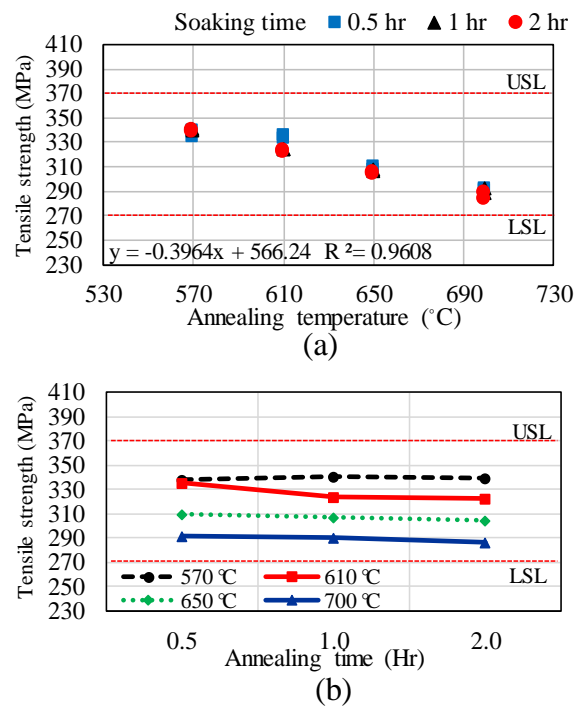 Soaking time 0.5 hr 1 hr 2 hr
Tensile strength (MPa)
410
390
370
350
330
310
290
270
250
230
USL
LSL
y = -0.3964x + 566.24 R ²= 0.9608
530 570 610 650 690 730
Annealing temperature (°C)
(a)
Tensile strength (MPa)
410
390
370
350
330
310
290
270
250
230
USL
LSL
570 °C 610 °C
650 °C 700 °C
0.5 1.0 2.0
Annealing time (Hr)
(b)